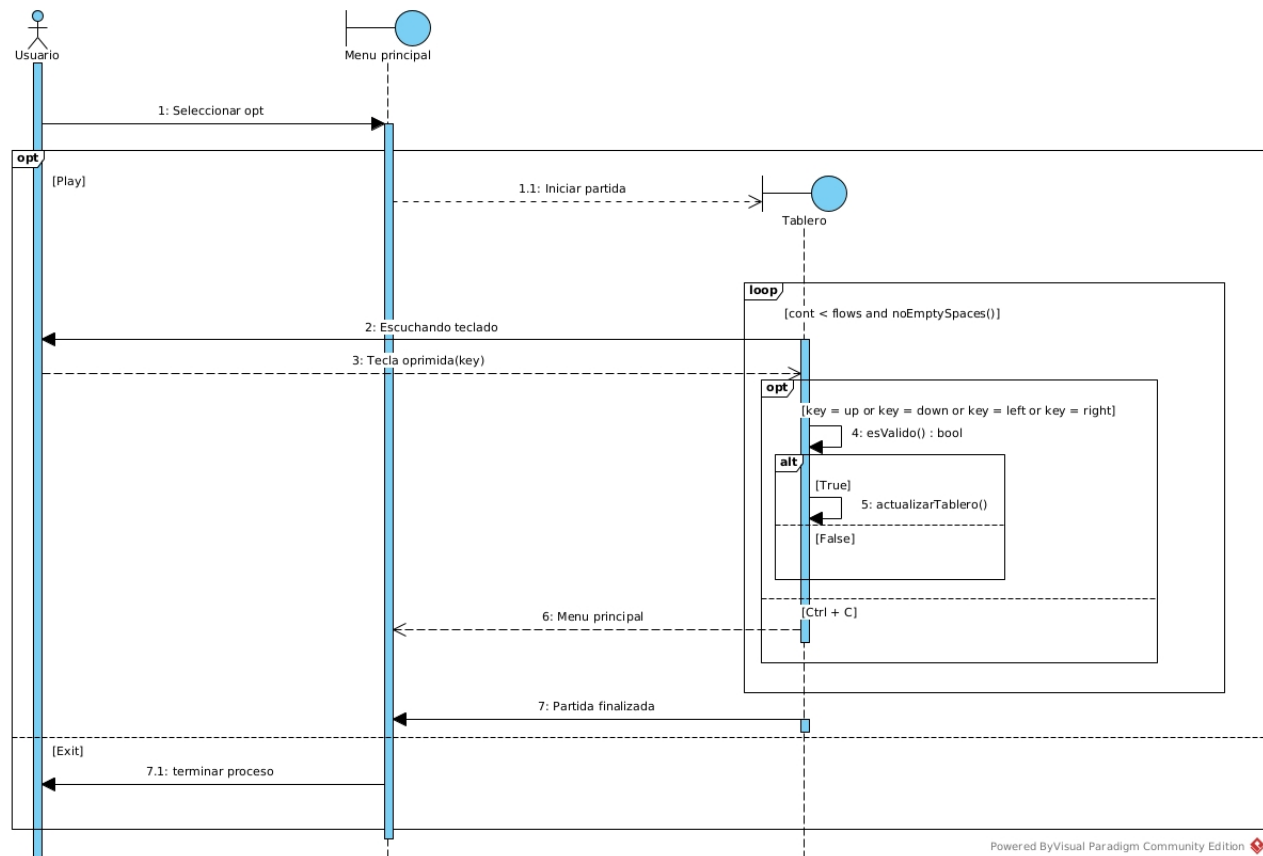 Usuario
Menu principal
1: Seleccionar opt
opt
[Play]
1.1: Iniciar partida
Tablero
loop
[cont < flows and noEmptySpaces()]
2: Escuchando teclado
3: Tecla oprimida(key)
opt
[key = up or key = down or key = left or key = right]
4: esValido() : bool
alt
[True]
5: actualizarTablero()
[False]
[Ctrl + C]
6: Menu principal
7: Partida finalizada
[Exit]
7.1: terminar proceso
Powered ByVisual Paradigm Community Edition